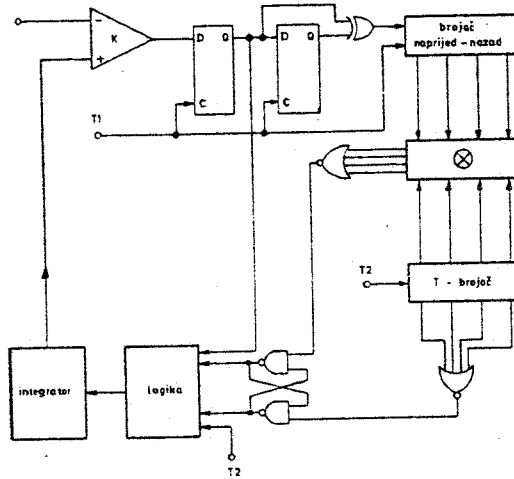 K
D
Q
C
D
Q
C
T1
brojač
naprijed-nazad
T2
T - brojač
integrator
Logika
T2